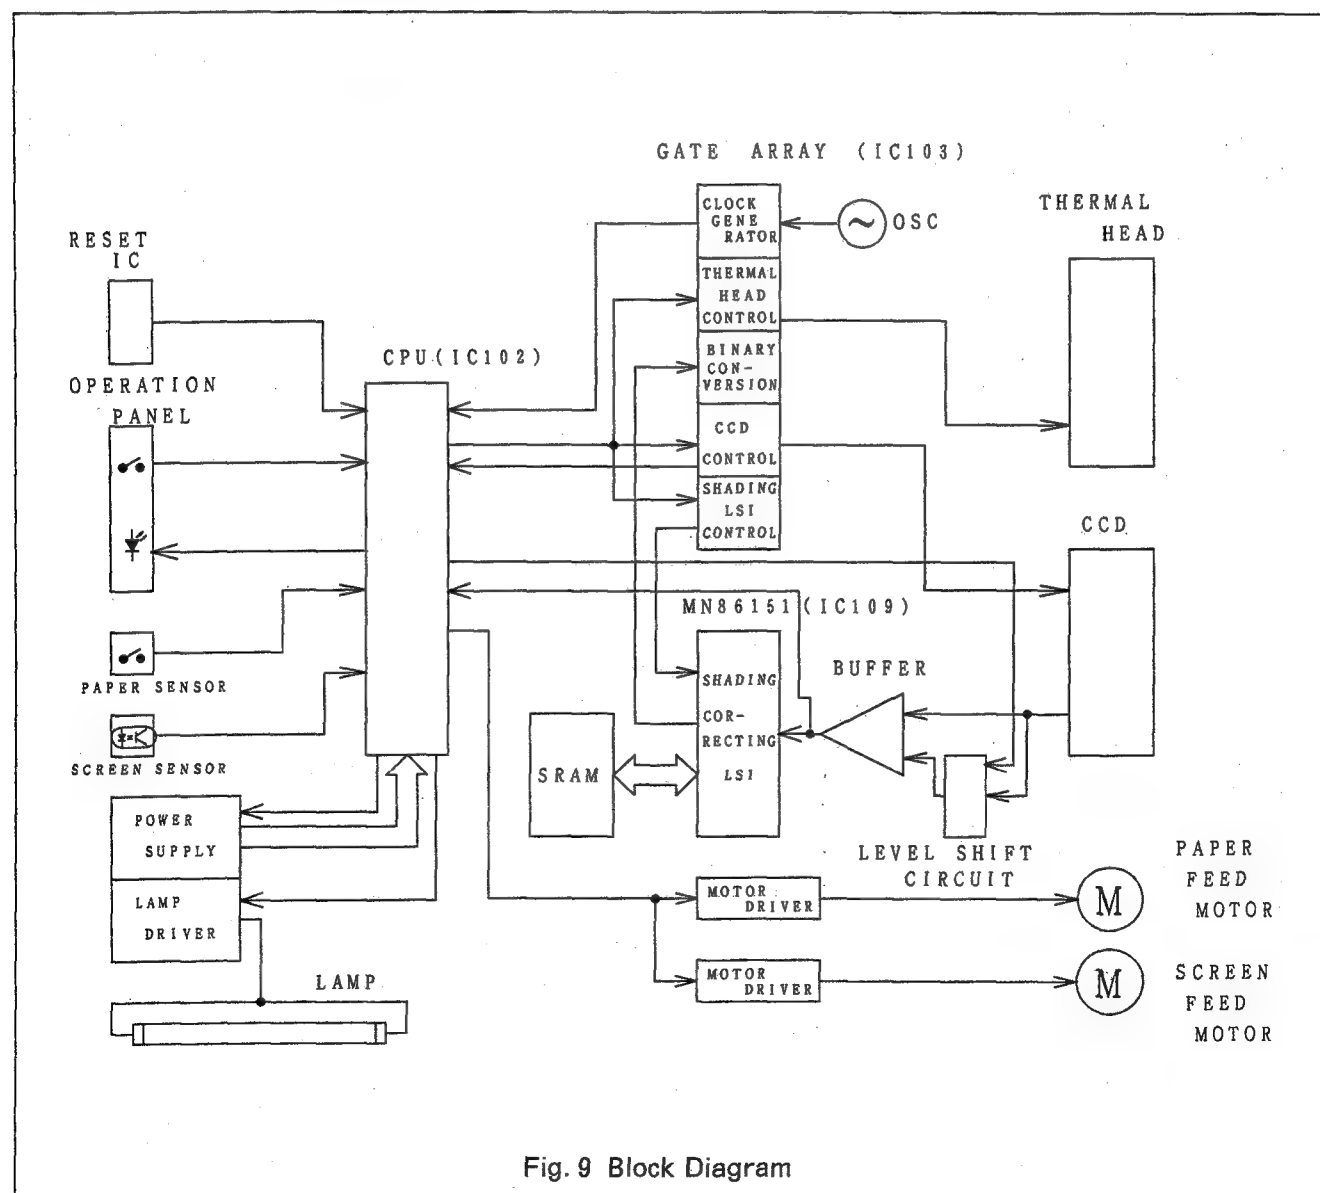 GATE ARRAY (IC103)
CLOCK
GENE
RATOR
OSC
THERMAL
HEAD
RESET
IC
THERMAL
HEAD
CONTROL
CPU(IC102)
BINARY
CON-
VERSION
OPERATION
PANEL
CCD
CONTROL
SHADING
LSI
CONTROL
CCD
MN86151(IC109)
BUFFER
PAPER SENSOR
SHADING
COR-
RECTING
LSI
SCREEN SENSOR
SRAM
POWER
SUPPLY
LEVEL SHIFT
CIRCUIT
PAPER
FEED
MOTOR
LAMP
DRIVER
MOTOR
DRIVER
M
LAMP
MOTOR
DRIVER
M
SCREEN
FEED
MOTOR
Fig. 9 Block Diagram